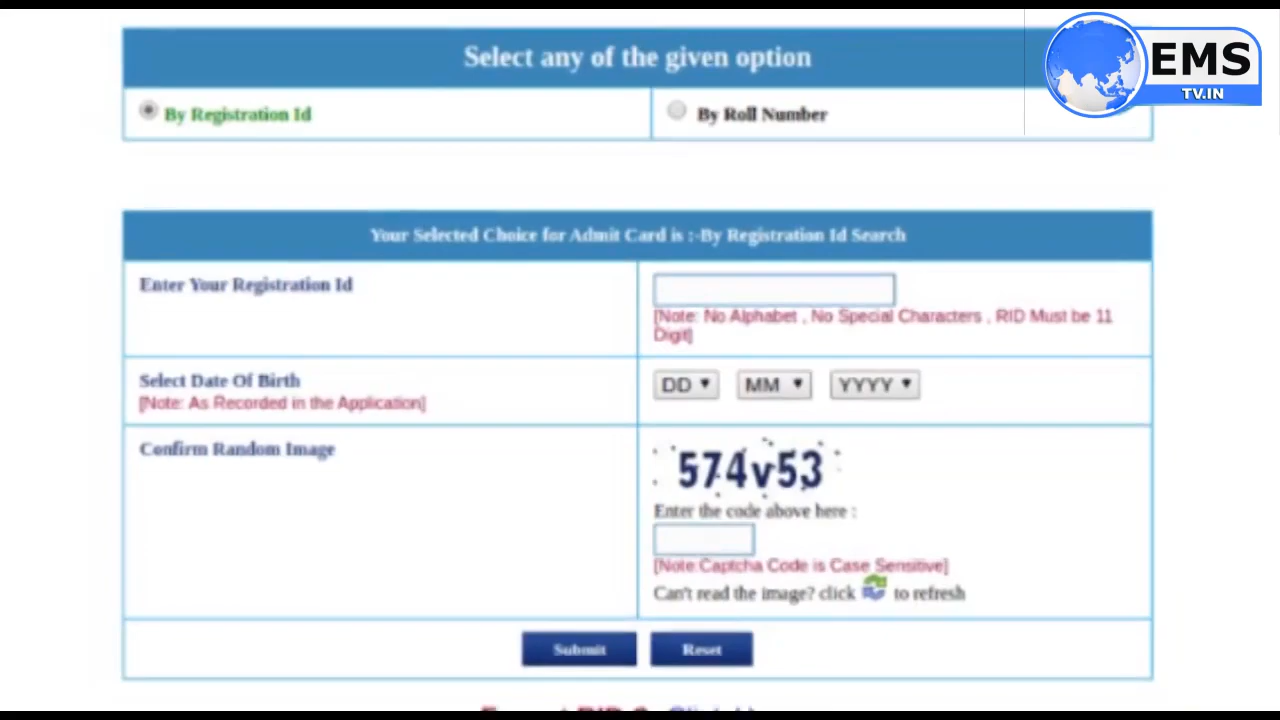 Select any of the given option
EMS
TV.IN
By Registration Id
By Roll Number
Your Selected Choice for Admit Card is :-By Registration Id Search
Enter Your Registration Id
[Note: No Alphabet , No Special Characters , RID Must be 11
Digit]
Select Date Of Birth
DD MM YYYY
[Note: As Recorded in the Application]
Confirm Random Image
574v53
Enter the code above here :
[Note:Captcha Code is Case Sensitive]
Can't read the image? click to refresh
Submit Reset